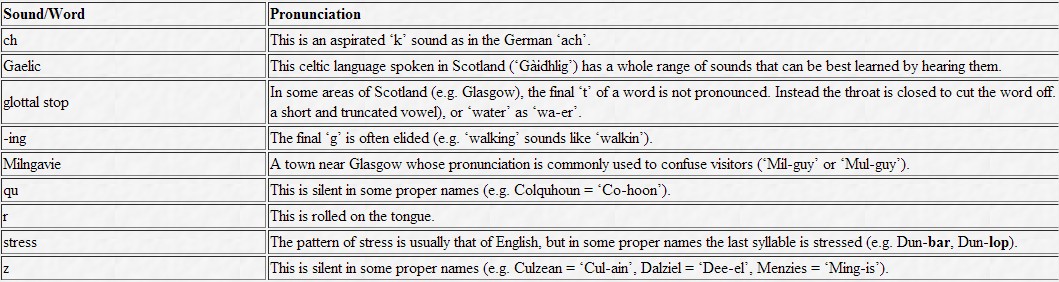 Sound/Word Pronunciation
ch This is an aspirated ‘k’ sound as in the German ‘ach’.
Gaelic This celtic language spoken in Scotland (‘Gàidhlig’) has a whole range of sounds that can be best learned by hearing them.
glottal stop In some areas of Scotland (e.g. Glasgow), the final ‘t’ of a word is not pronounced. Instead the throat is closed to cut the word off.
a short and truncated vowel), or ‘water’ as ‘wa-er’.
-ing The final ‘g’ is often elided (e.g. ‘walking’ sounds like ‘walkin’).
Milngavie A town near Glasgow whose pronunciation is commonly used to confuse visitors (‘Mil-guy’ or ‘Mul-guy’).
qu This is silent in some proper names (e.g. Colquhoun = ‘Co-hoon’).
r This is rolled on the tongue.
stress The pattern of stress is usually that of English, but in some proper names the last syllable is stressed (e.g. Dun-bar, Dun-lop).
z This is silent in some proper names (e.g. Culzean = ‘Cul-ain’, Dalziel = ‘Dee-el’, Menzies = ‘Ming-is’).